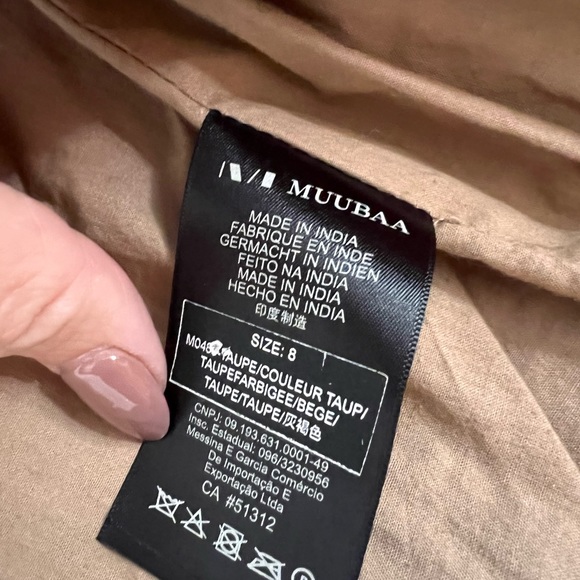 MUUBAA
MADE IN INDIA
FABRIQUE EN INDE
GERMACHT IN INDIEN
FEITO NA INDIA
MADE IN INDIA
HECHO EN INDIA
印度制造
SIZE: 8
TAUPE/COULEUR TAUP/
TAUPEFARBIGEE/BEGE/
TAUPE/TAUPE/灰褐色
CNPJ: 09.193.631.0001-49
Insc. Estadual: 096/3230956
Messina E Garcia Comércio
De Importação E
Exportação Ltda
CA #51312